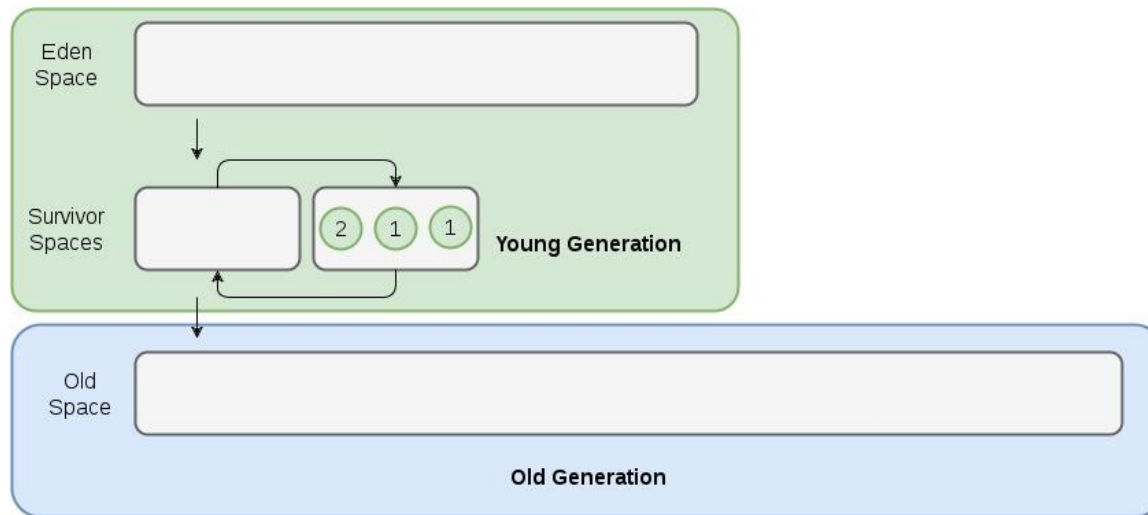 Eden
Space
Survivor
Spaces
2 1 1
Young Generation
Old
Space
Old Generation